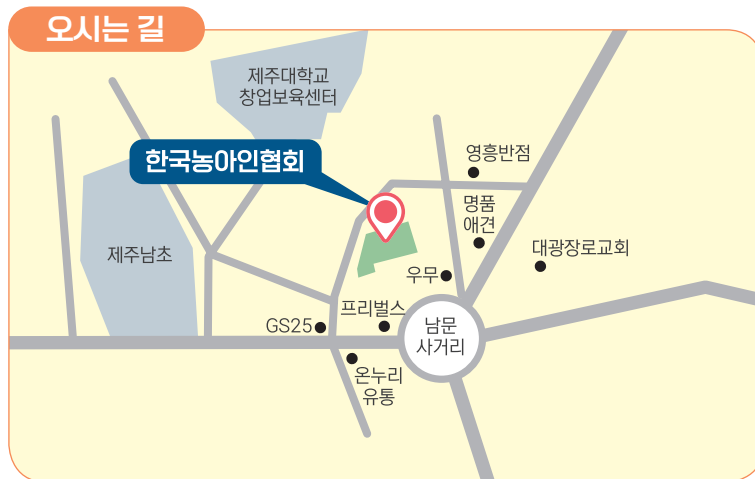 오시는 길
제주대학교
창업보육센터
한국농아인협회
영흥반점
명품
애견
대광장로교회
제주남초
우무
프리벌스
GS25
남문
사거리
온누리
유통